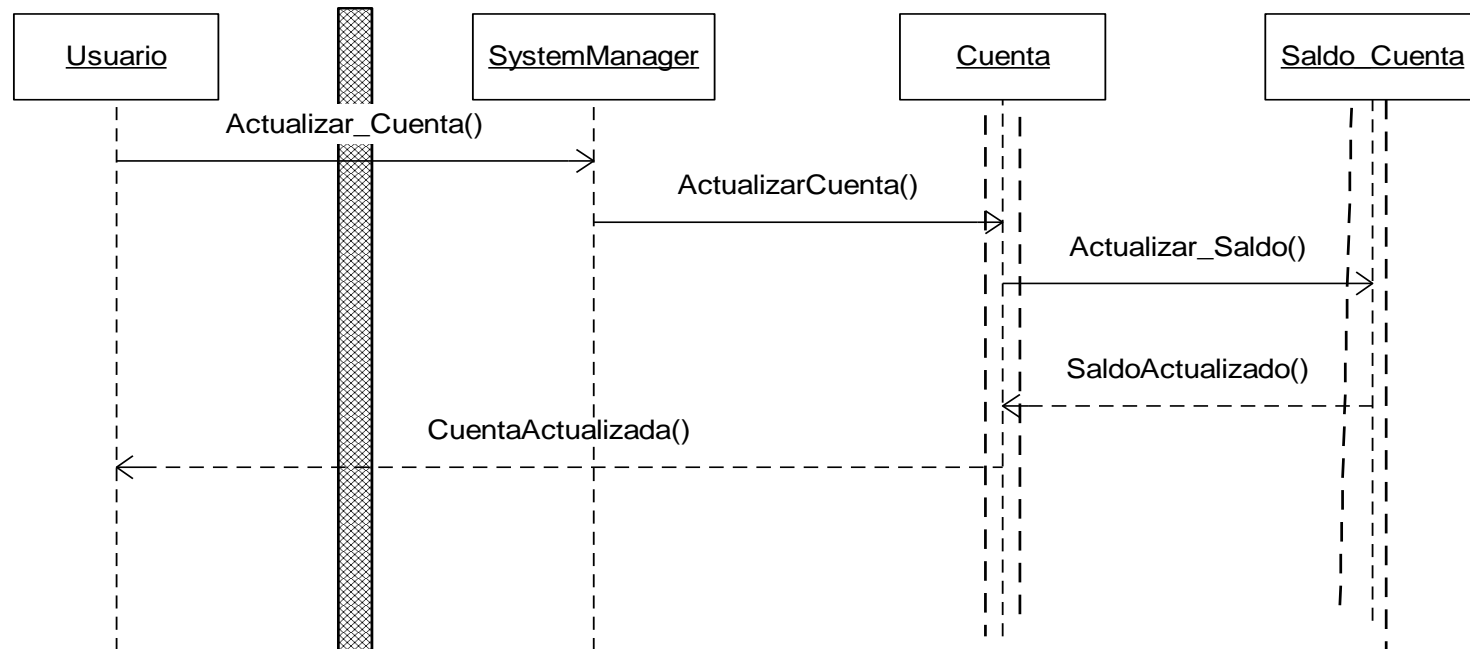 Usuario
SystemManager
Cuenta
Saldo_Cuenta
Actualizar_Cuenta()
ActualizarCuenta()
Actualizar_Saldo()
SaldoActualizado()
CuentaActualizada()